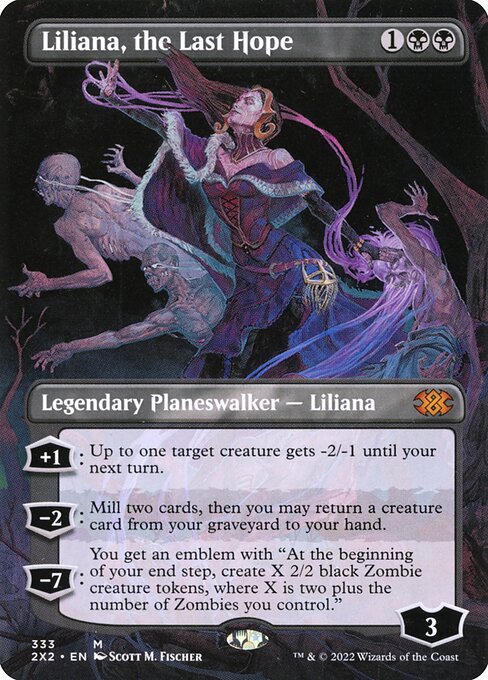 Liliana, the Last Hope 1
Legendary Planeswalker — Liliana
+1 : Up to one target creature gets -2/-1 until your
next turn.
−2 : Mill two cards, then you may return a creature
card from your graveyard to your hand.
You get an emblem with “At the beginning
−7 : of your end step, create X 2/2 black Zombie
creature tokens, where X is two plus the
number of Zombies you control.”
3
333 M
2X2 • EN Scott M. Fischer
™ & © 2022 Wizards of the Coast